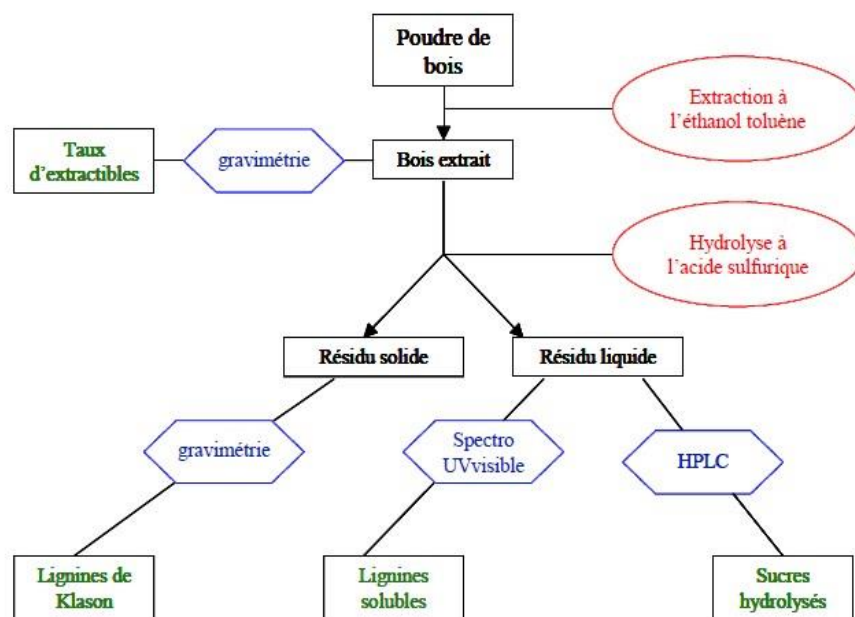 Poudre de
bois
Extraction à
l'éthanol toluène
Taux
d'extractibles
gravimétrie
Bois extrait
Hydrolyse à
l'acide sulfurique
Résidu solide
Résidu liquide
gravimétrie
Spectro
UVvisible
HPLC
Lignines de
Klason
Lignines
solubles
Sucres
hydrolysés